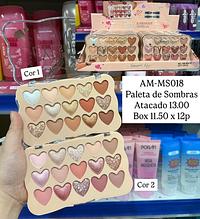 Cor 1
AM-MS018
Paleta de Sombras
Atacado 13.00
Box 11.50 x 12p
Cor 2